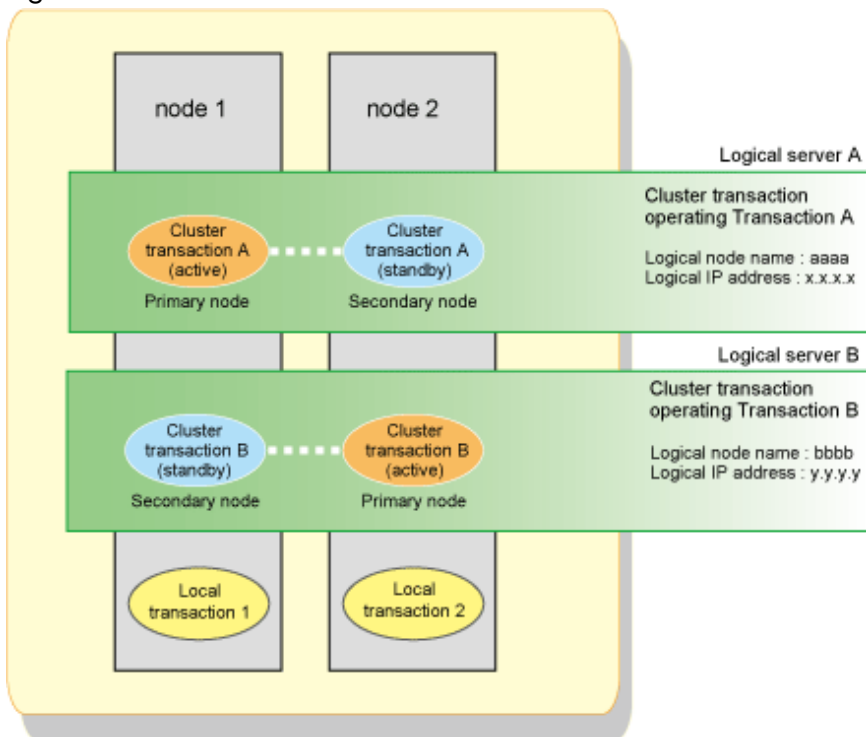 node 1
node 2
Logical server A
Cluster transaction
operating Transaction A
Logical node name : aaaa
Logical IP address : x.x.x.x
Cluster
transaction A
(active)
Primary node
Cluster
transaction A
(standby)
Secondary node
Logical server B
Cluster transaction
operating Transaction B
Logical node name : bbbb
Logical IP address : y.y.y.y
Cluster
transaction B
(standby)
Secondary node
Cluster
transaction B
(active)
Primary node
Local
transaction 1
Local
transaction 2